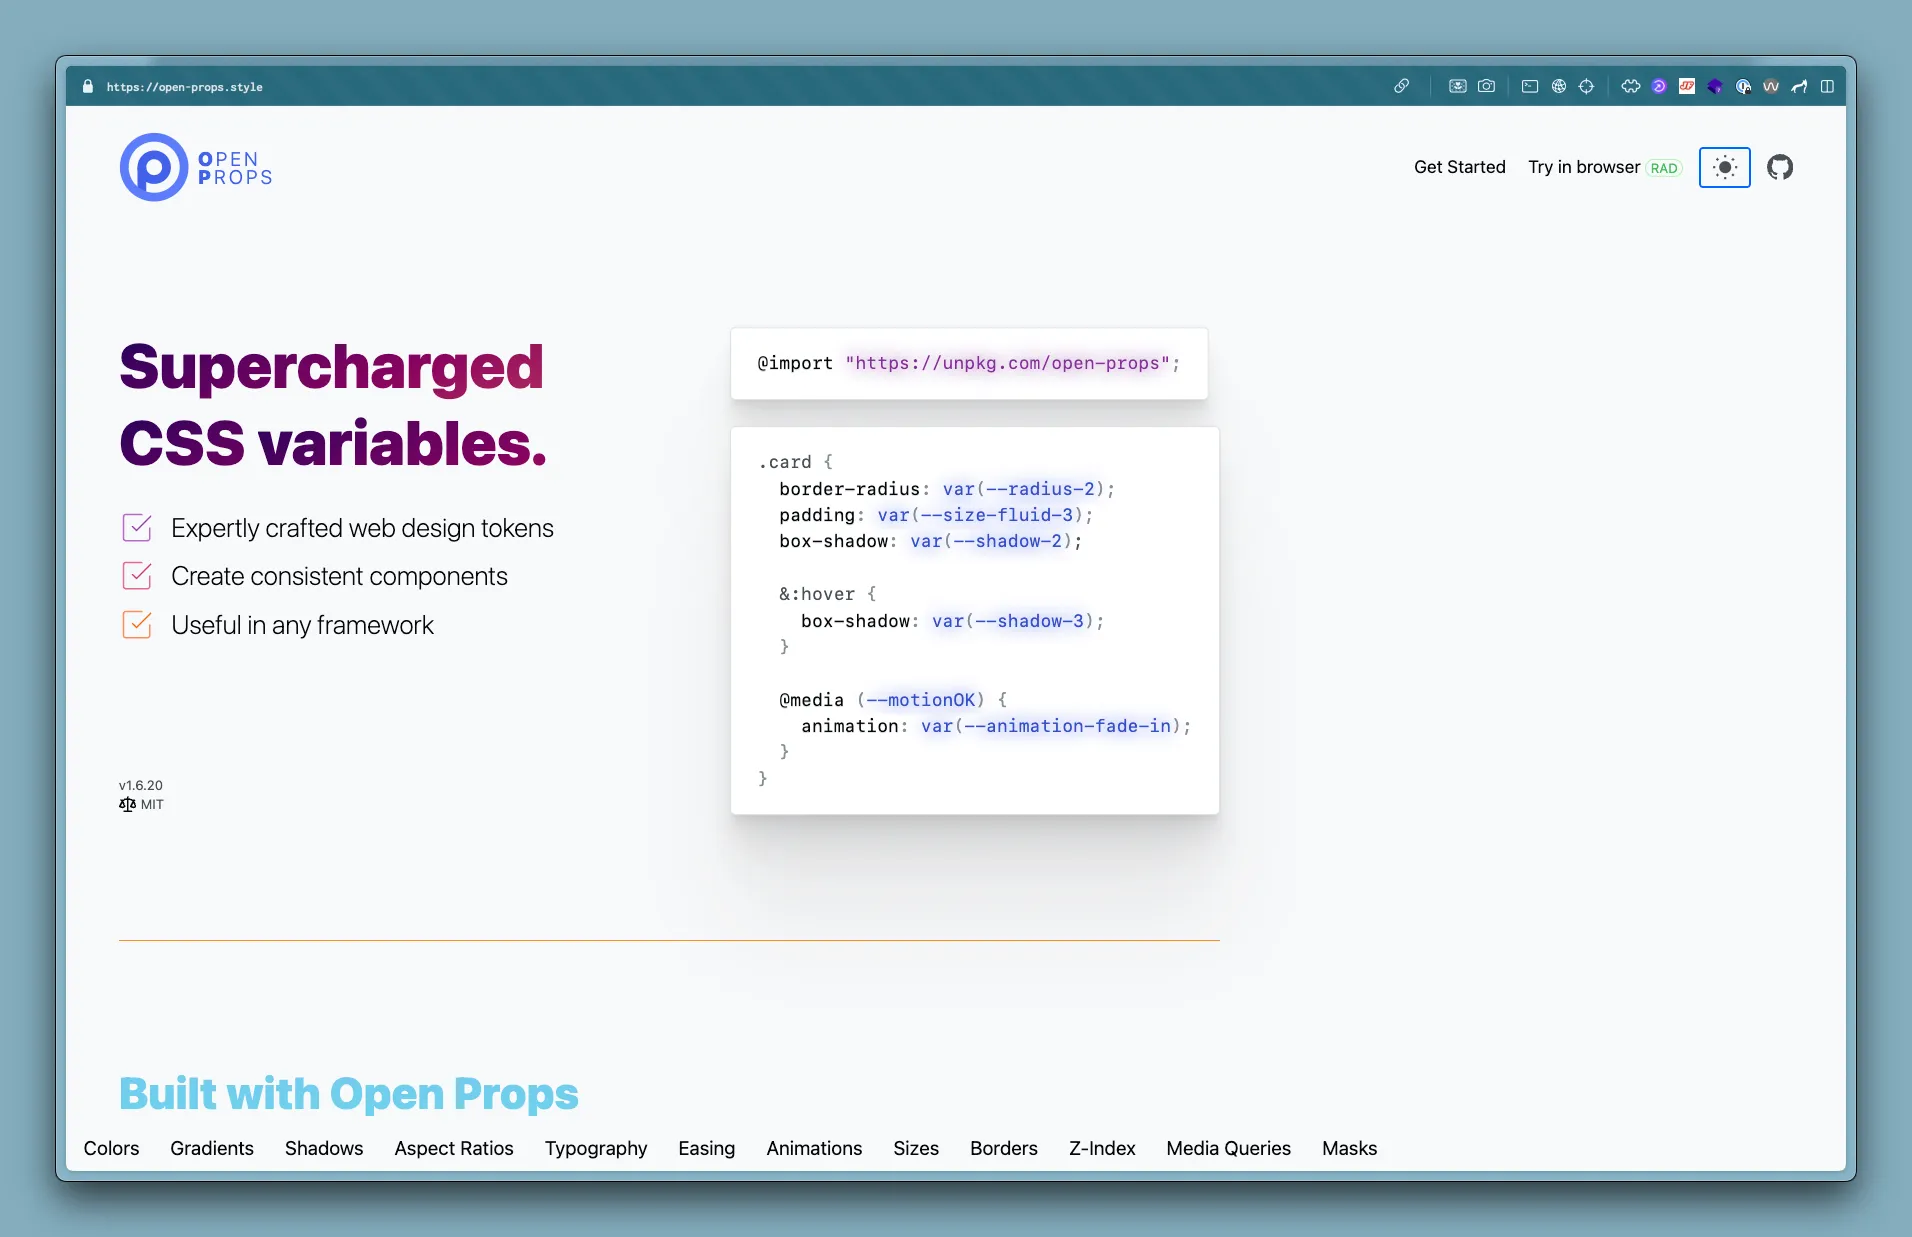 https://open-props.style
OPEN
PROPS
Get Started
Try in browser RAD
Supercharged
CSS variables.
Expertly crafted web design tokens
Create consistent components
Useful in any framework
v1.6.20
MIT
@import "https://unpkg.com/open-props";
.card {
  border-radius: var(--radius-2);
  padding: var(--size-fluid-3);
  box-shadow: var(--shadow-2);
  &:hover {
    box-shadow: var(--shadow-3);
  }
  @media (--motionOK) {
    animation: var(--animation-fade-in);
  }
}
Built with Open Props
Colors Gradients Shadows Aspect Ratios Typography Easing Animations Sizes Borders Z-Index Media Queries Masks